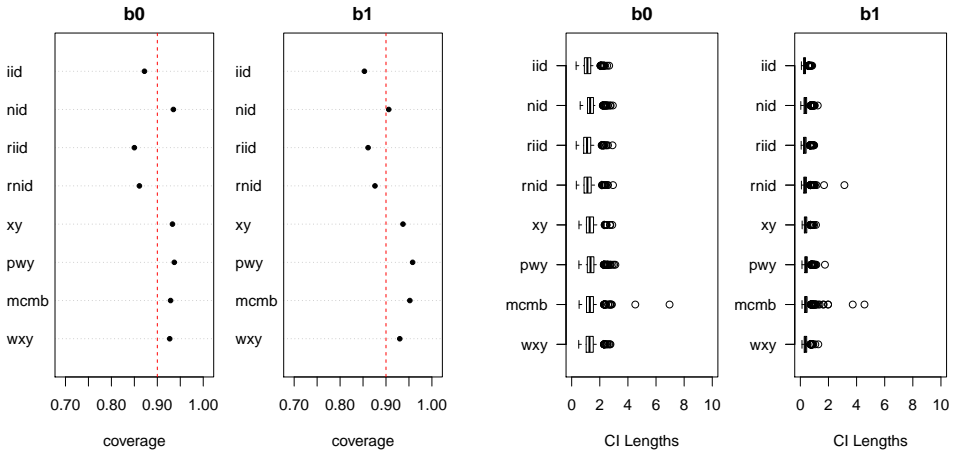 b0
iid
nid
riid
rnid
xy
pwy
mcmb
wxy
0.70 0.80 0.90 1.00
coverage
b1
iid
nid
riid
rnid
xy
pwy
mcmb
wxy
0.70 0.80 0.90 1.00
coverage
b0
iid
nid
riid
rnid
xy
pwy
mcmb
wxy
0 2 4 6 8 10
CI Lengths
b1
iid
nid
riid
rnid
xy
pwy
mcmb
wxy
0 2 4 6 8 10
CI Lengths